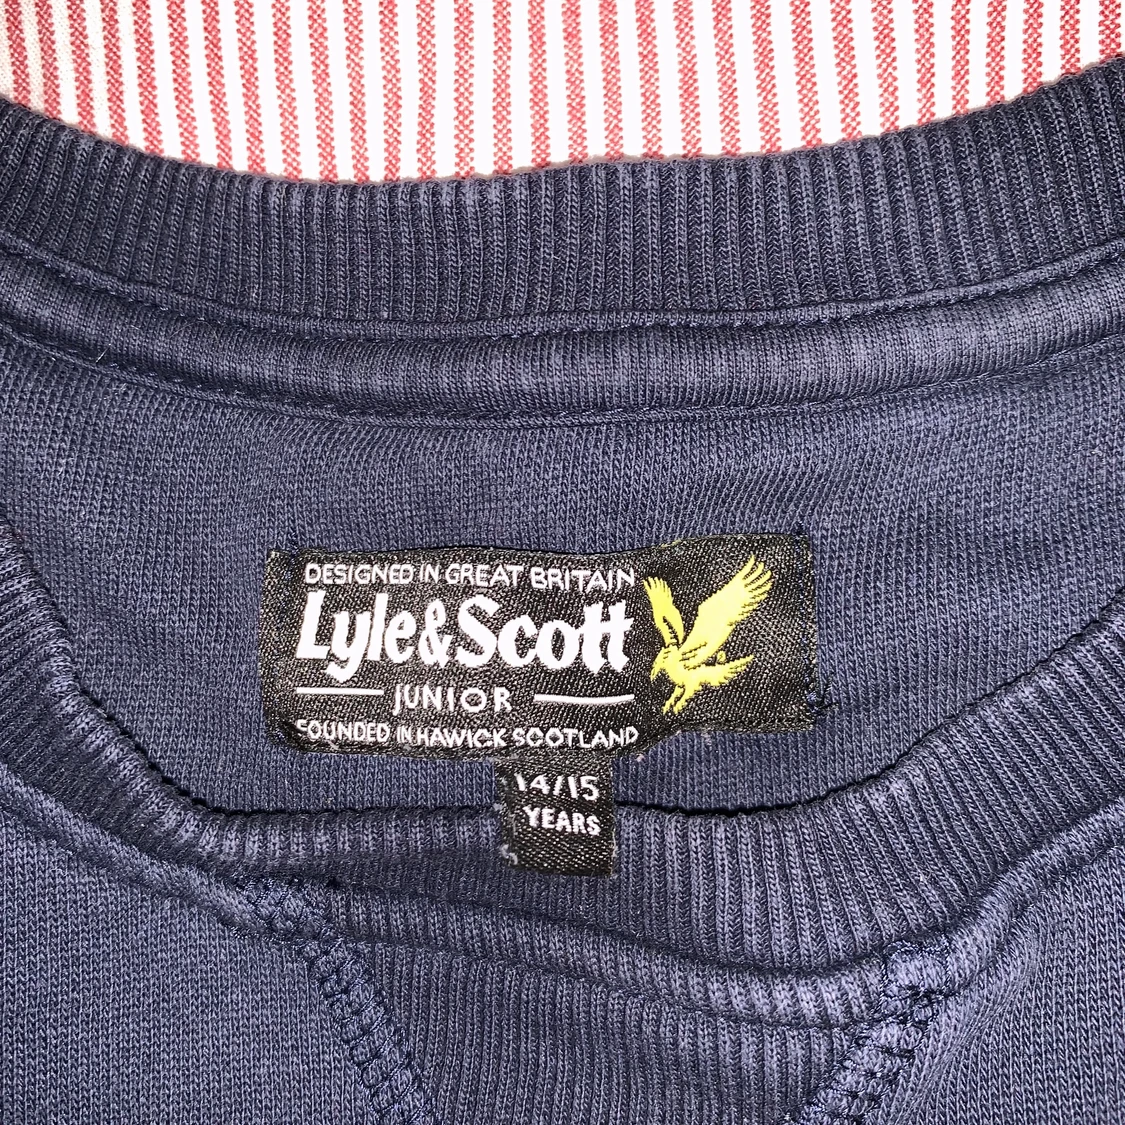 DESIGNED IN GREAT BRITAIN
Lyle&Scott
JUNIOR
FOUNDED IN HAWICK SCOTLAND
14/15
YEARS